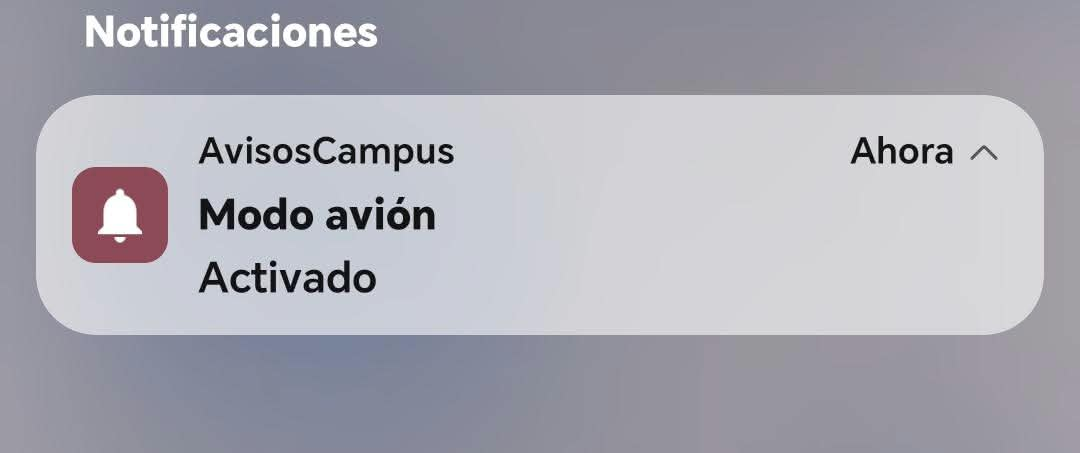 Notificaciones
AvisosCampus Ahora
Modo avión
Activado